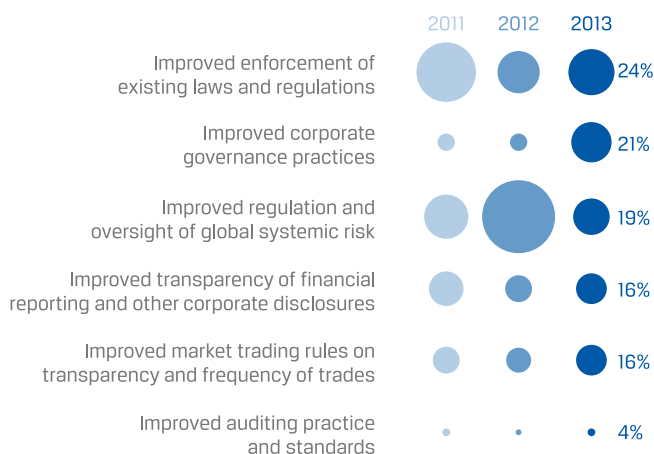 2011 2012 2013
Improved enforcement of
existing laws and regulations
24%
Improved corporate
governance practices
21%
Improved regulation and
oversight of global systemic risk
19%
Improved transparency of financial
reporting and other corporate disclosures
16%
Improved market trading rules on
transparency and frequency of trades
16%
Improved auditing practice
and standards
4%